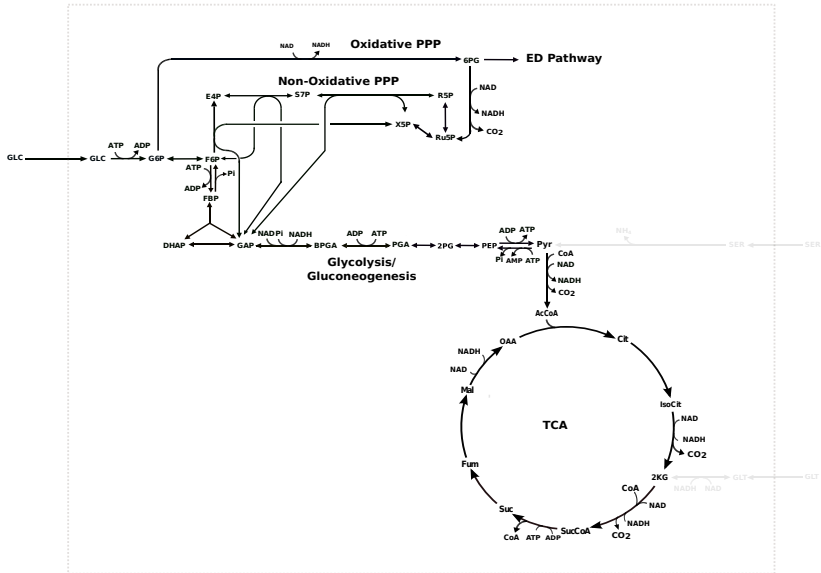 Oxidative PPP
NAD NADH
6PG ED Pathway
Non-Oxidative PPP
E4P S7P R5P NAD
NADH
X5P CO2
Ru5P
ATP ADP
GLC GLC G6P F6P
ATP Pi
ADP
FBP
NAD Pi NADH ADP ATP ADP ATP NH4
DHAP GAP BPGA PGA 2PG PEP Pyr SER SER
Pi AMP ATP CoA
NAD
Glycolysis/
Gluconeogenesis
NADH
CO2
AcCoA
OAA Cit
NADH
NAD
Mal
IsoCit
NAD
TCA
NADH
CO2
Fum
2KG GLT GLT
NADH NAD
CoA
NAD
Suc
NADH
SucCoA
CoA ATP ADP CO2